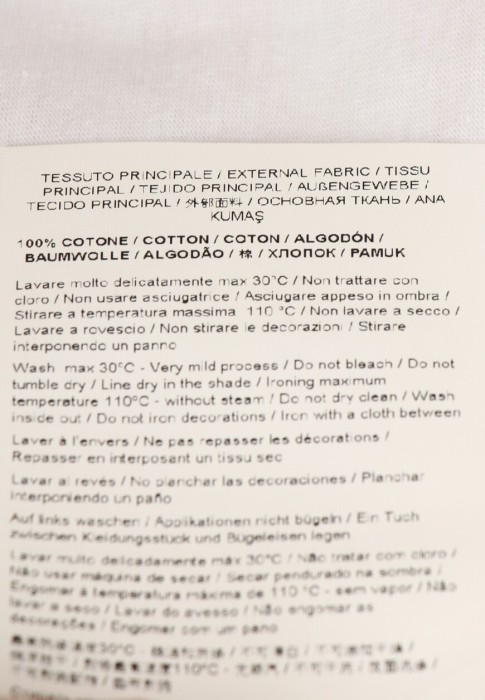 TESSUTO PRINCIPALE / EXTERNAL FABRIC / TISSU
PRINCIPAL / TEJIDO PRINCIPAL / AUßENGEWEBE /
TECIDO PRINCIPAL / 外部面料 / ОСНОВНАЯ ТКАНЬ / ANA
KUMAŞ
100% COTONE / COTTON / COTON / ALGODÓN /
BAUMWOLLE / ALGODÃO / 棉 / ХЛОПОК / PAMUK
Lavare molto delicatamente max 30°C / Non trattare con
cloro / Non usare asciugatrice / Asciugare appeso in ombra /
Stirare a temperatura massima 110 °C / Non lavare a secco /
Lavare a rovescio / Non stirare le decorazioni / Stirare
interponendo un panno
Wash max 30°C - Very mild process / Do not bleach / Do not
tumble dry / Line dry in the shade / Ironing maximum
temperature 110°C - without steam / Do not dry clean / Wash
inside out / Do not iron decorations / Iron with a cloth between
Laver à l'envers / Ne pas repasser les décorations /
Repasser en interposant un tissu sec
Lavar al revés / No planchar las decoraciones / Planchar
interponiendo un paño
Auf links waschen / Applikationen nicht bügeln / Ein Tuch
zwischen Kleidungsstück und Bügeleisen legen
Lavar muito delicadamente máx 30°C / Não tratar com cloro /
Não usar máquina de secar / Secar pendurado na sombra /
Engomar à temperatura máxima de 110 °C - sem vapor / Não
lavar a seco / Lavar do avesso / Não engomar as
decorações / Engomar com um pano